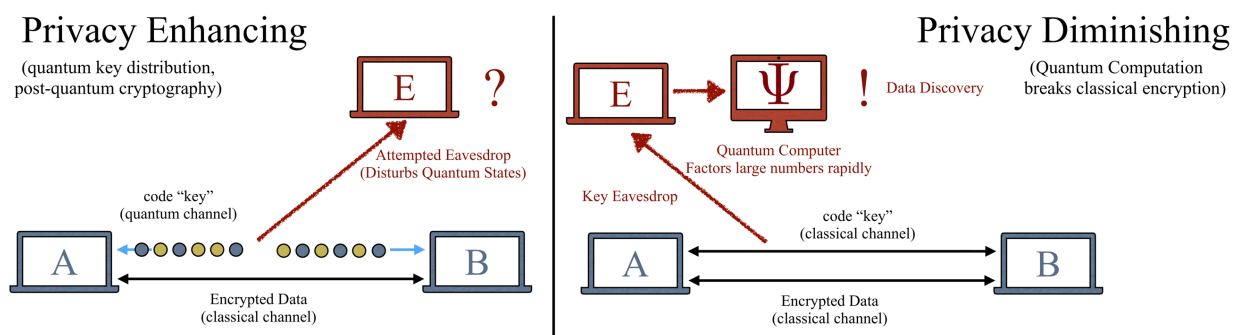 Privacy Enhancing
(quantum key distribution,
post-quantum cryptography)
E
?
Attempted Eavesdrop
(Disturbs Quantum States)
code “key”
(quantum channel)
A
B
Encrypted Data
(classical channel)
Privacy Diminishing
(Quantum Computation
breaks classical encryption)
E
Ψ
!
Data Discovery
Quantum Computer
Factors large numbers rapidly
Key Eavesdrop
code “key”
(classical channel)
A
B
Encrypted Data
(classical channel)